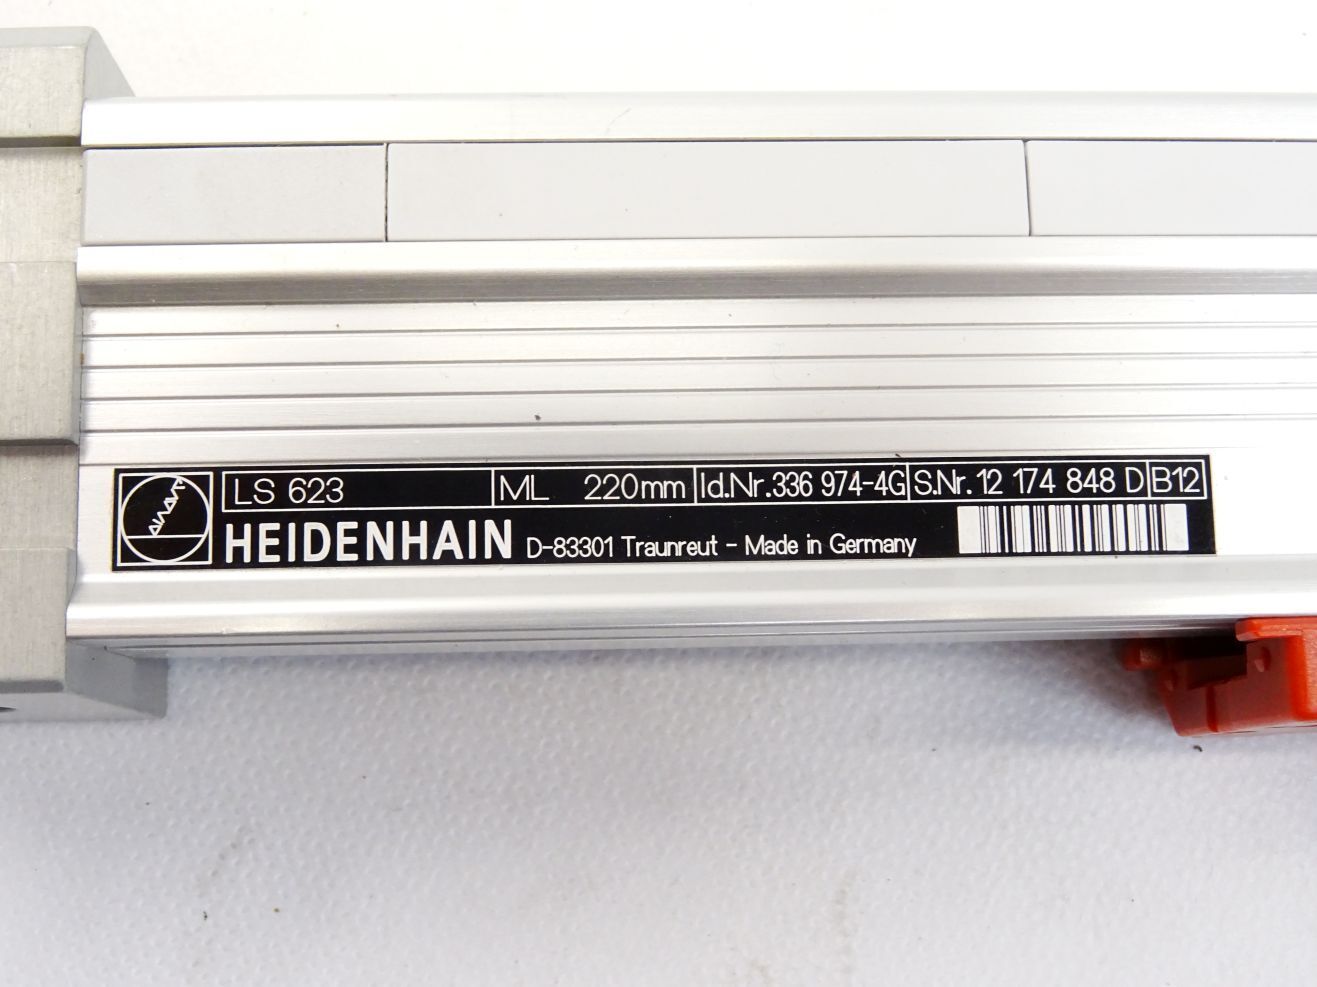 LS 623 ML 220mm Id.Nr.336 974-4G S.Nr. 12 174 848 D B12
HEIDENHAIN D-83301 Traunreut - Made in Germany